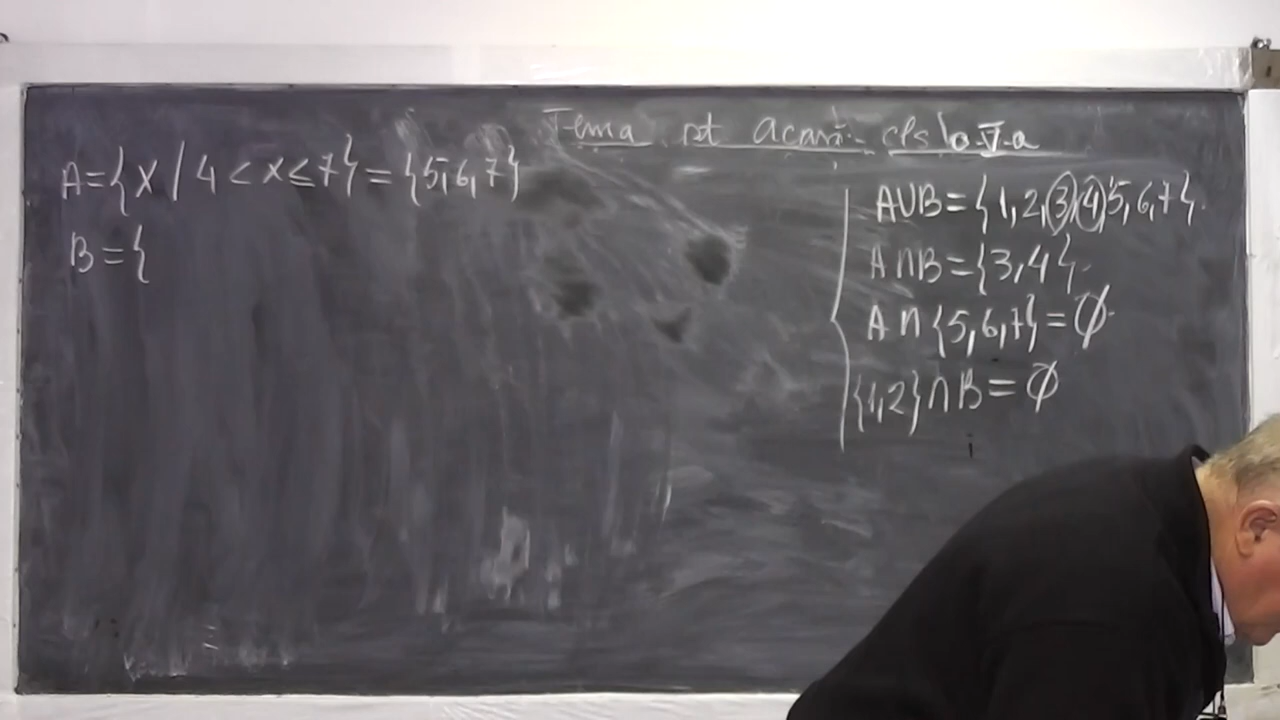 Tema pt acasă cls a V-a
A={x/4<x≤7}={5,6,7}
B={
A∪B={1,2,3,4,5,6,7}.
A∩B={3,4}.
A∩{5,6,7}=∅.
{1,2}∩B=∅